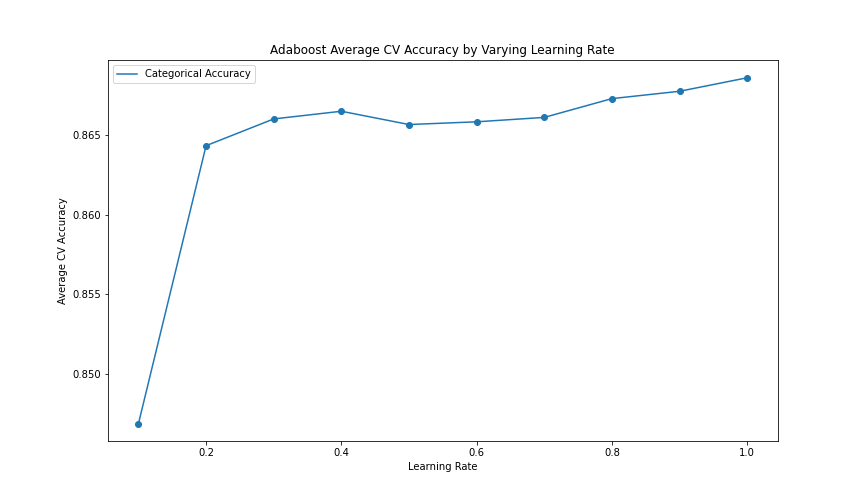 Adaboost Average CV Accuracy by Varying Learning Rate
Categorical Accuracy
0.865
0.860
0.855
0.850
Average CV Accuracy
0.2
0.4
0.6
0.8
1.0
Learning Rate